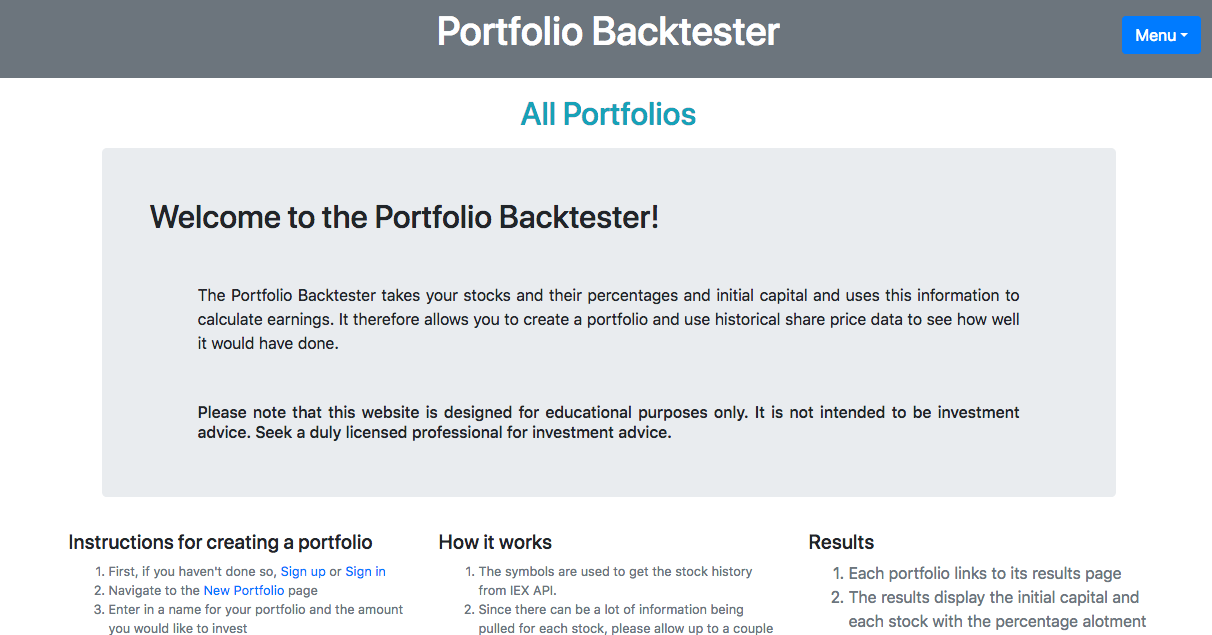 Portfolio Backtester
Menu
All Portfolios
Welcome to the Portfolio Backtester!
The Portfolio Backtester takes your stocks and their percentages and initial capital and uses this information to
calculate earnings. It therefore allows you to create a portfolio and use historical share price data to see how well
it would have done.
Please note that this website is designed for educational purposes only. It is not intended to be investment
advice. Seek a duly licensed professional for investment advice.
Instructions for creating a portfolio
1. First, if you haven't done so, Sign up or Sign in
2. Navigate to the New Portfolio page
3. Enter in a name for your portfolio and the amount
you would like to invest
How it works
1. The symbols are used to get the stock history
from IEX API.
2. Since there can be a lot of information being
pulled for each stock, please allow up to a couple
Results
1. Each portfolio links to its results page
2. The results display the initial capital and
each stock with the percentage alotment